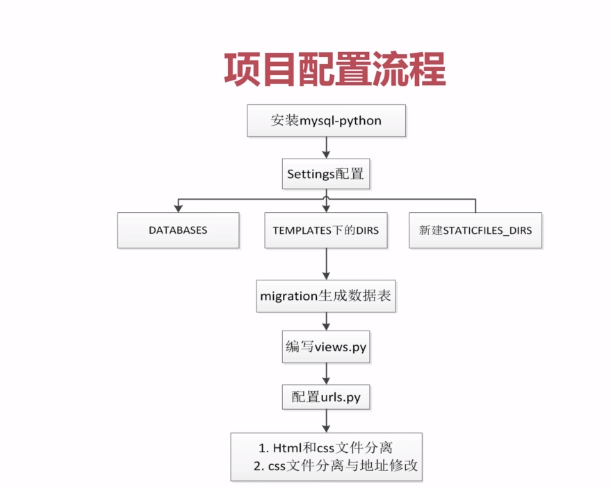 项目配置流程
安装mysql-python
Settings配置
DATABASES
TEMPLATES下的DIRS
新建STATICFILES_DIRS
migration生成数据表
编写views.py
配置urls.py
1. Html和css文件分离
2. css文件分离与地址修改